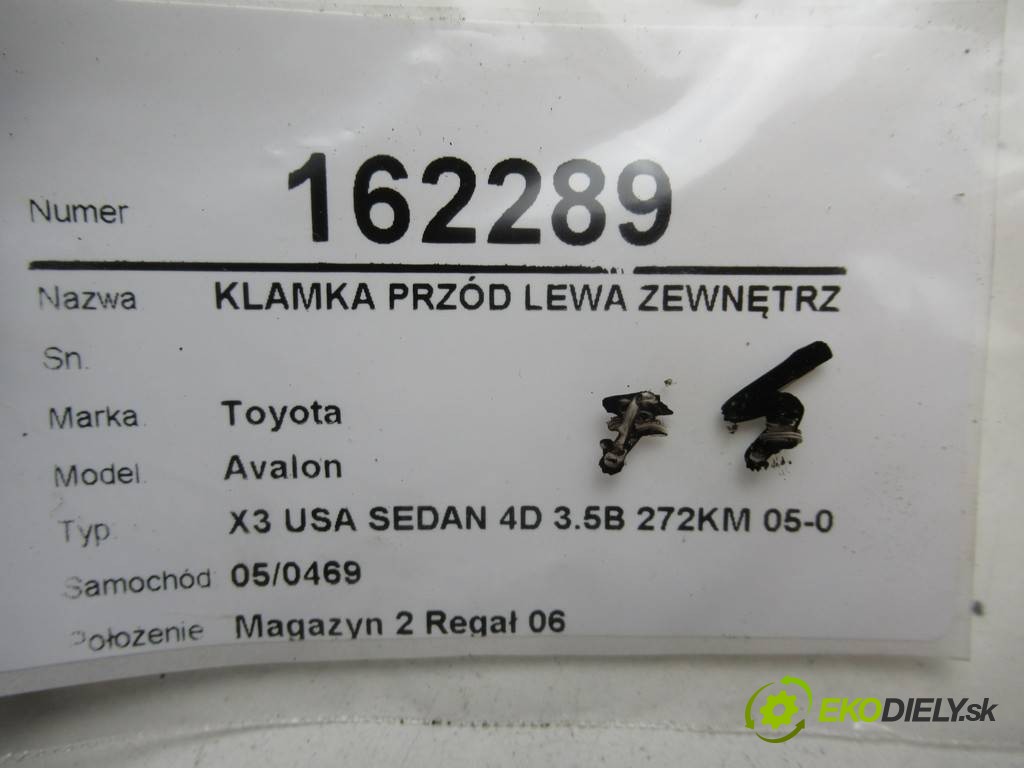 Numer 162289
Nazwa KLAMKA PRZÓD LEWA ZEWNĘTRZ
Sn.
Marka Toyota
Model Avalon
Typ X3 USA SEDAN 4D 3.5B 272KM 05-0
Samochód 05/0469
Położenie Magazyn 2 Regał 06
EKODIELY.sk